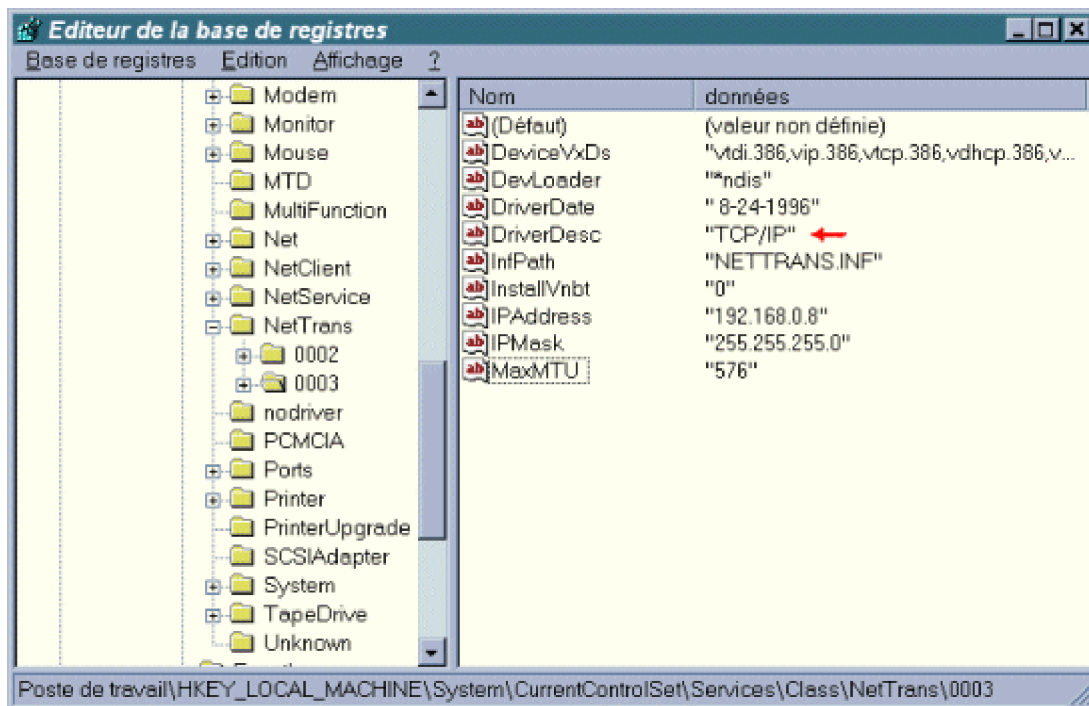 Editeur de la base de registres
Base de registres Edition Affichage ?
Modem
Monitor
Mouse
MTD
MultiFunction
Net
NetClient
NetService
NetTrans
0002
0003
nodriver
PCMCIA
Ports
Printer
PrinterUpgrade
SCSIAdapter
System
TapeDrive
Unknown
Nom données
(Défaut) (valeur non définie)
DeviceVxDs "vtdi.386,vip.386,vtcp.386,vdhcp.386,v...
DevLoader "*ndis"
DriverDate " 8-24-1996"
DriverDesc "TCP/IP"
InfPath "NETTRANS.INF"
InstallVnbt "0"
IPAddress "192.168.0.8"
IPMask "255.255.255.0"
MaxMTU "576"
Poste de travail\HKEY_LOCAL_MACHINE\System\CurrentControlSet\Services\Class\NetTrans\0003